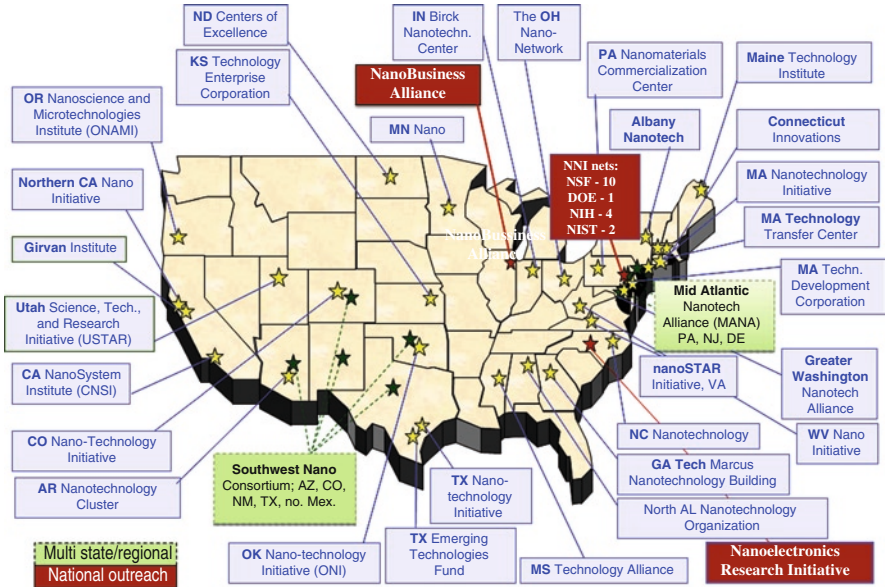 ND Centers of
Excellence
KS Technology
Enterprise
Corporation
IN Birck
Nanotechn.
Center
The OH
Nano-
Network
PA Nanomaterials
Commercialization
Center
Maine Technology
Institute
NanoBusiness
Alliance
OR Nanoscience and
Microtechnologies
Institute (ONAMI)
MN Nano
Albany
Nanotech
Connecticut
Innovations
Northern CA Nano
Initiative
NNI nets:
NSF - 10
DOE - 1
NIH - 4
NIST - 2
MA Nanotechnology
Initiative
Girvan Institute
NanoBusiness
Alliance
MA Technology
Transfer Center
Utah Science, Tech.,
and Research
Initiative (USTAR)
MA Techn.
Development
Corporation
Mid Atlantic
Nanotech
Alliance (MANA)
PA, NJ, DE
CA NanoSystem
Institute (CNSI)
nanoSTAR
Initiative, VA
Greater
Washington
Nanotech
Alliance
CO Nano-Technology
Initiative
NC Nanotechnology
WV Nano
Initiative
AR Nanotechnology
Cluster
Southwest Nano
Consortium; AZ, CO,
NM, TX, no. Mex.
TX Nano-
technology
Initiative
GA Tech Marcus
Nanotechnology Building
North AL Nanotechnology
Organization
Multi state/regional
National outreach
OK Nano-technology
Initiative (ONI)
TX Emerging
Technologies
Fund
MS Technology Alliance
Nanoelectronics
Research Initiative